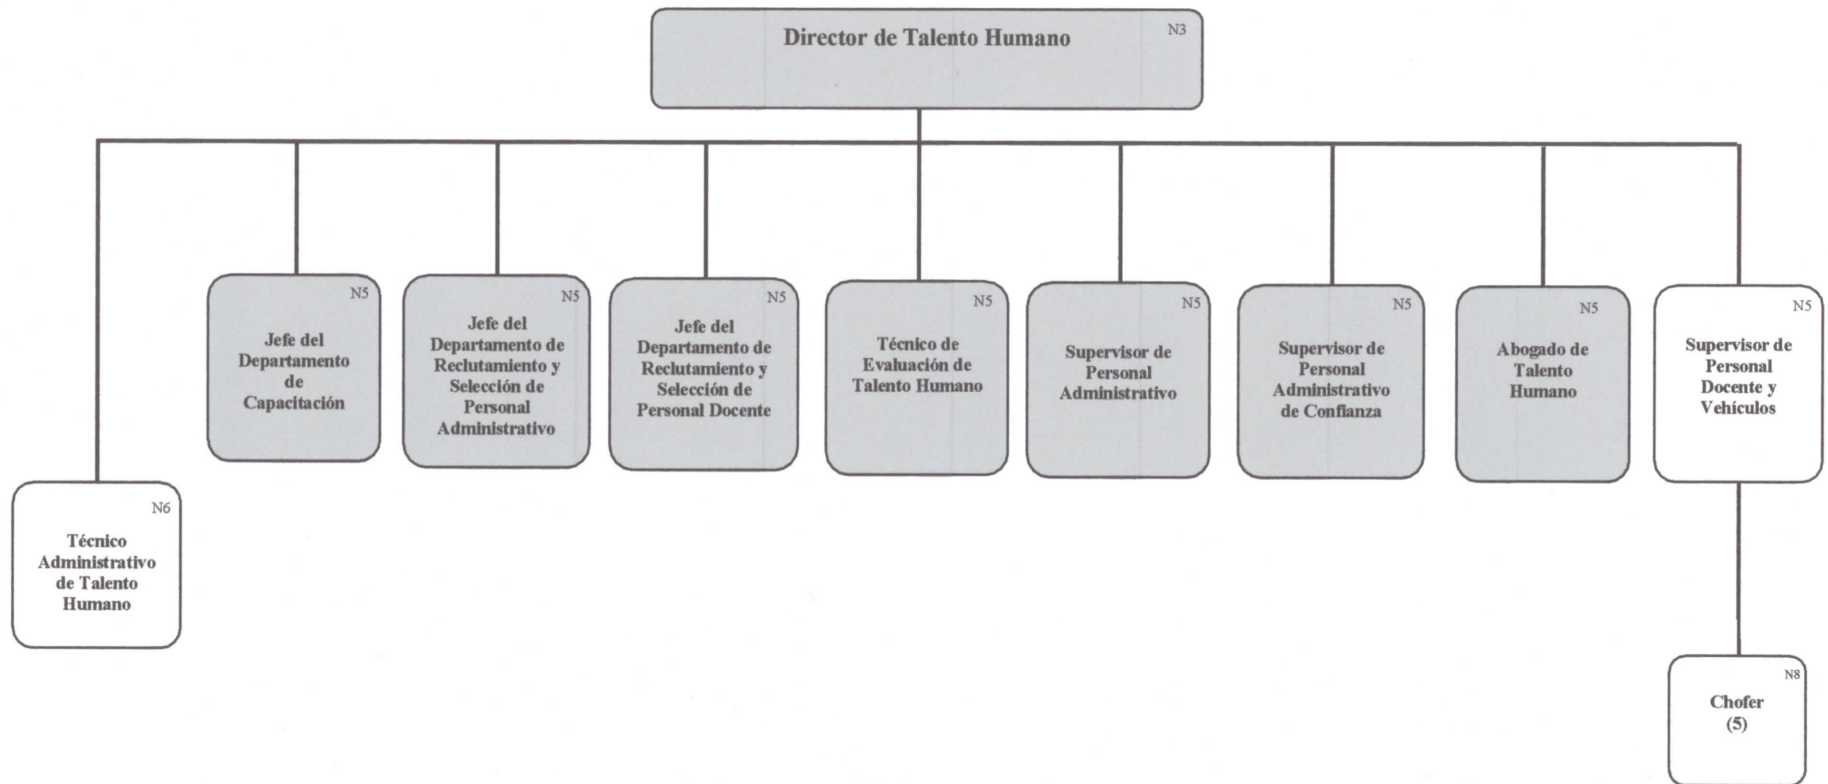 Director de Talento Humano
N3
N5
Jefe del
Departamento
de
Capacitación
N5
Jefe del
Departamento de
Reclutamiento y
Selección de
Personal
Administrativo
N5
Jefe del
Departamento de
Reclutamiento y
Selección de
Personal Docente
N5
Técnico de
Evaluación de
Talento Humano
N5
Supervisor de
Personal
Administrativo
N5
Supervisor de
Personal
Administrativo
de Confianza
N5
Abogado de
Talento
Humano
N5
Supervisor de
Personal
Docente y
Vehículos
N6
Técnico
Administrativo
de Talento
Humano
N8
Chofer
(5)